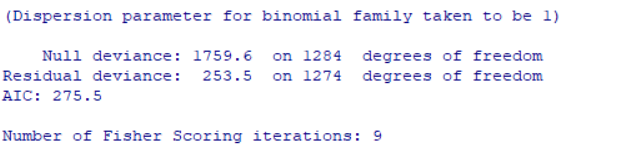 (Dispersion parameter for binomial family taken to be 1)
Null deviance: 1759.6 on 1284 degrees of freedom
Residual deviance: 253.5 on 1274 degrees of freedom
AIC: 275.5
Number of Fisher Scoring iterations: 9